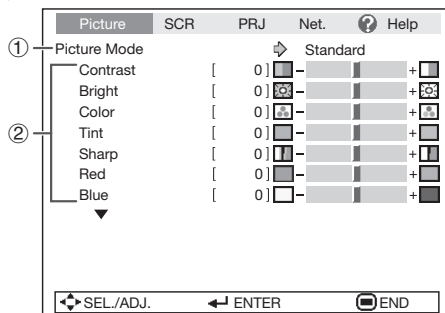 Picture SCR PRJ Net. ? Help
① Picture Mode Standard
② Contrast [ 0 ] – +
Bright [ 0 ] – +
Color [ 0 ] – +
Tint [ 0 ] – +
Sharp [ 0 ] – +
Red [ 0 ] – +
Blue [ 0 ] – +
SEL./ADJ. ENTER END